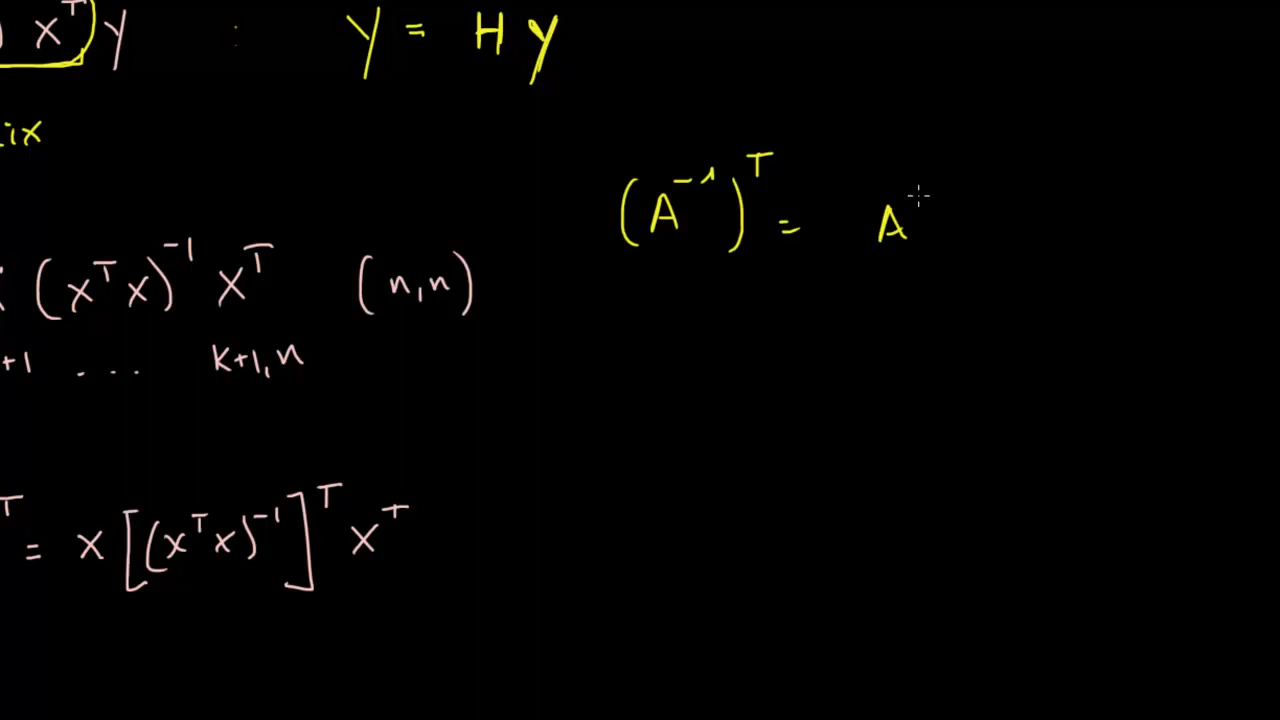 ) X^T) y : y = H y
ix
(A^{-1})^T = A
(x^T x)^{-1} X^T (n,n)
+1 ... k+1, n
T = x [(x^T x)^{-1}]^T x^T